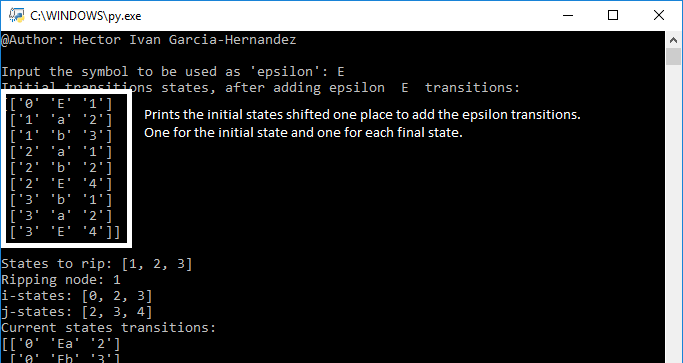 C:\WINDOWS\py.exe
@Author: Hector Ivan Garcia-Hernandez
Input the symbol to be used as 'epsilon': E
Initial transitions states, after adding epsilon  E  transitions:
[['0' 'E' '1']
['1' 'a' '2']
['1' 'b' '3']
['2' 'a' '1']
['2' 'b' '2']
['2' 'E' '4']
['3' 'b' '1']
['3' 'a' '2']
['3' 'E' '4']]
Prints the initial states shifted one place to add the epsilon transitions.
One for the initial state and one for each final state.
States to rip: [1, 2, 3]
Ripping node: 1
i-states: [0, 2, 3]
j-states: [2, 3, 4]
Current states transitions:
[['0' 'Ea' '2']
['0' 'Eb' '3']